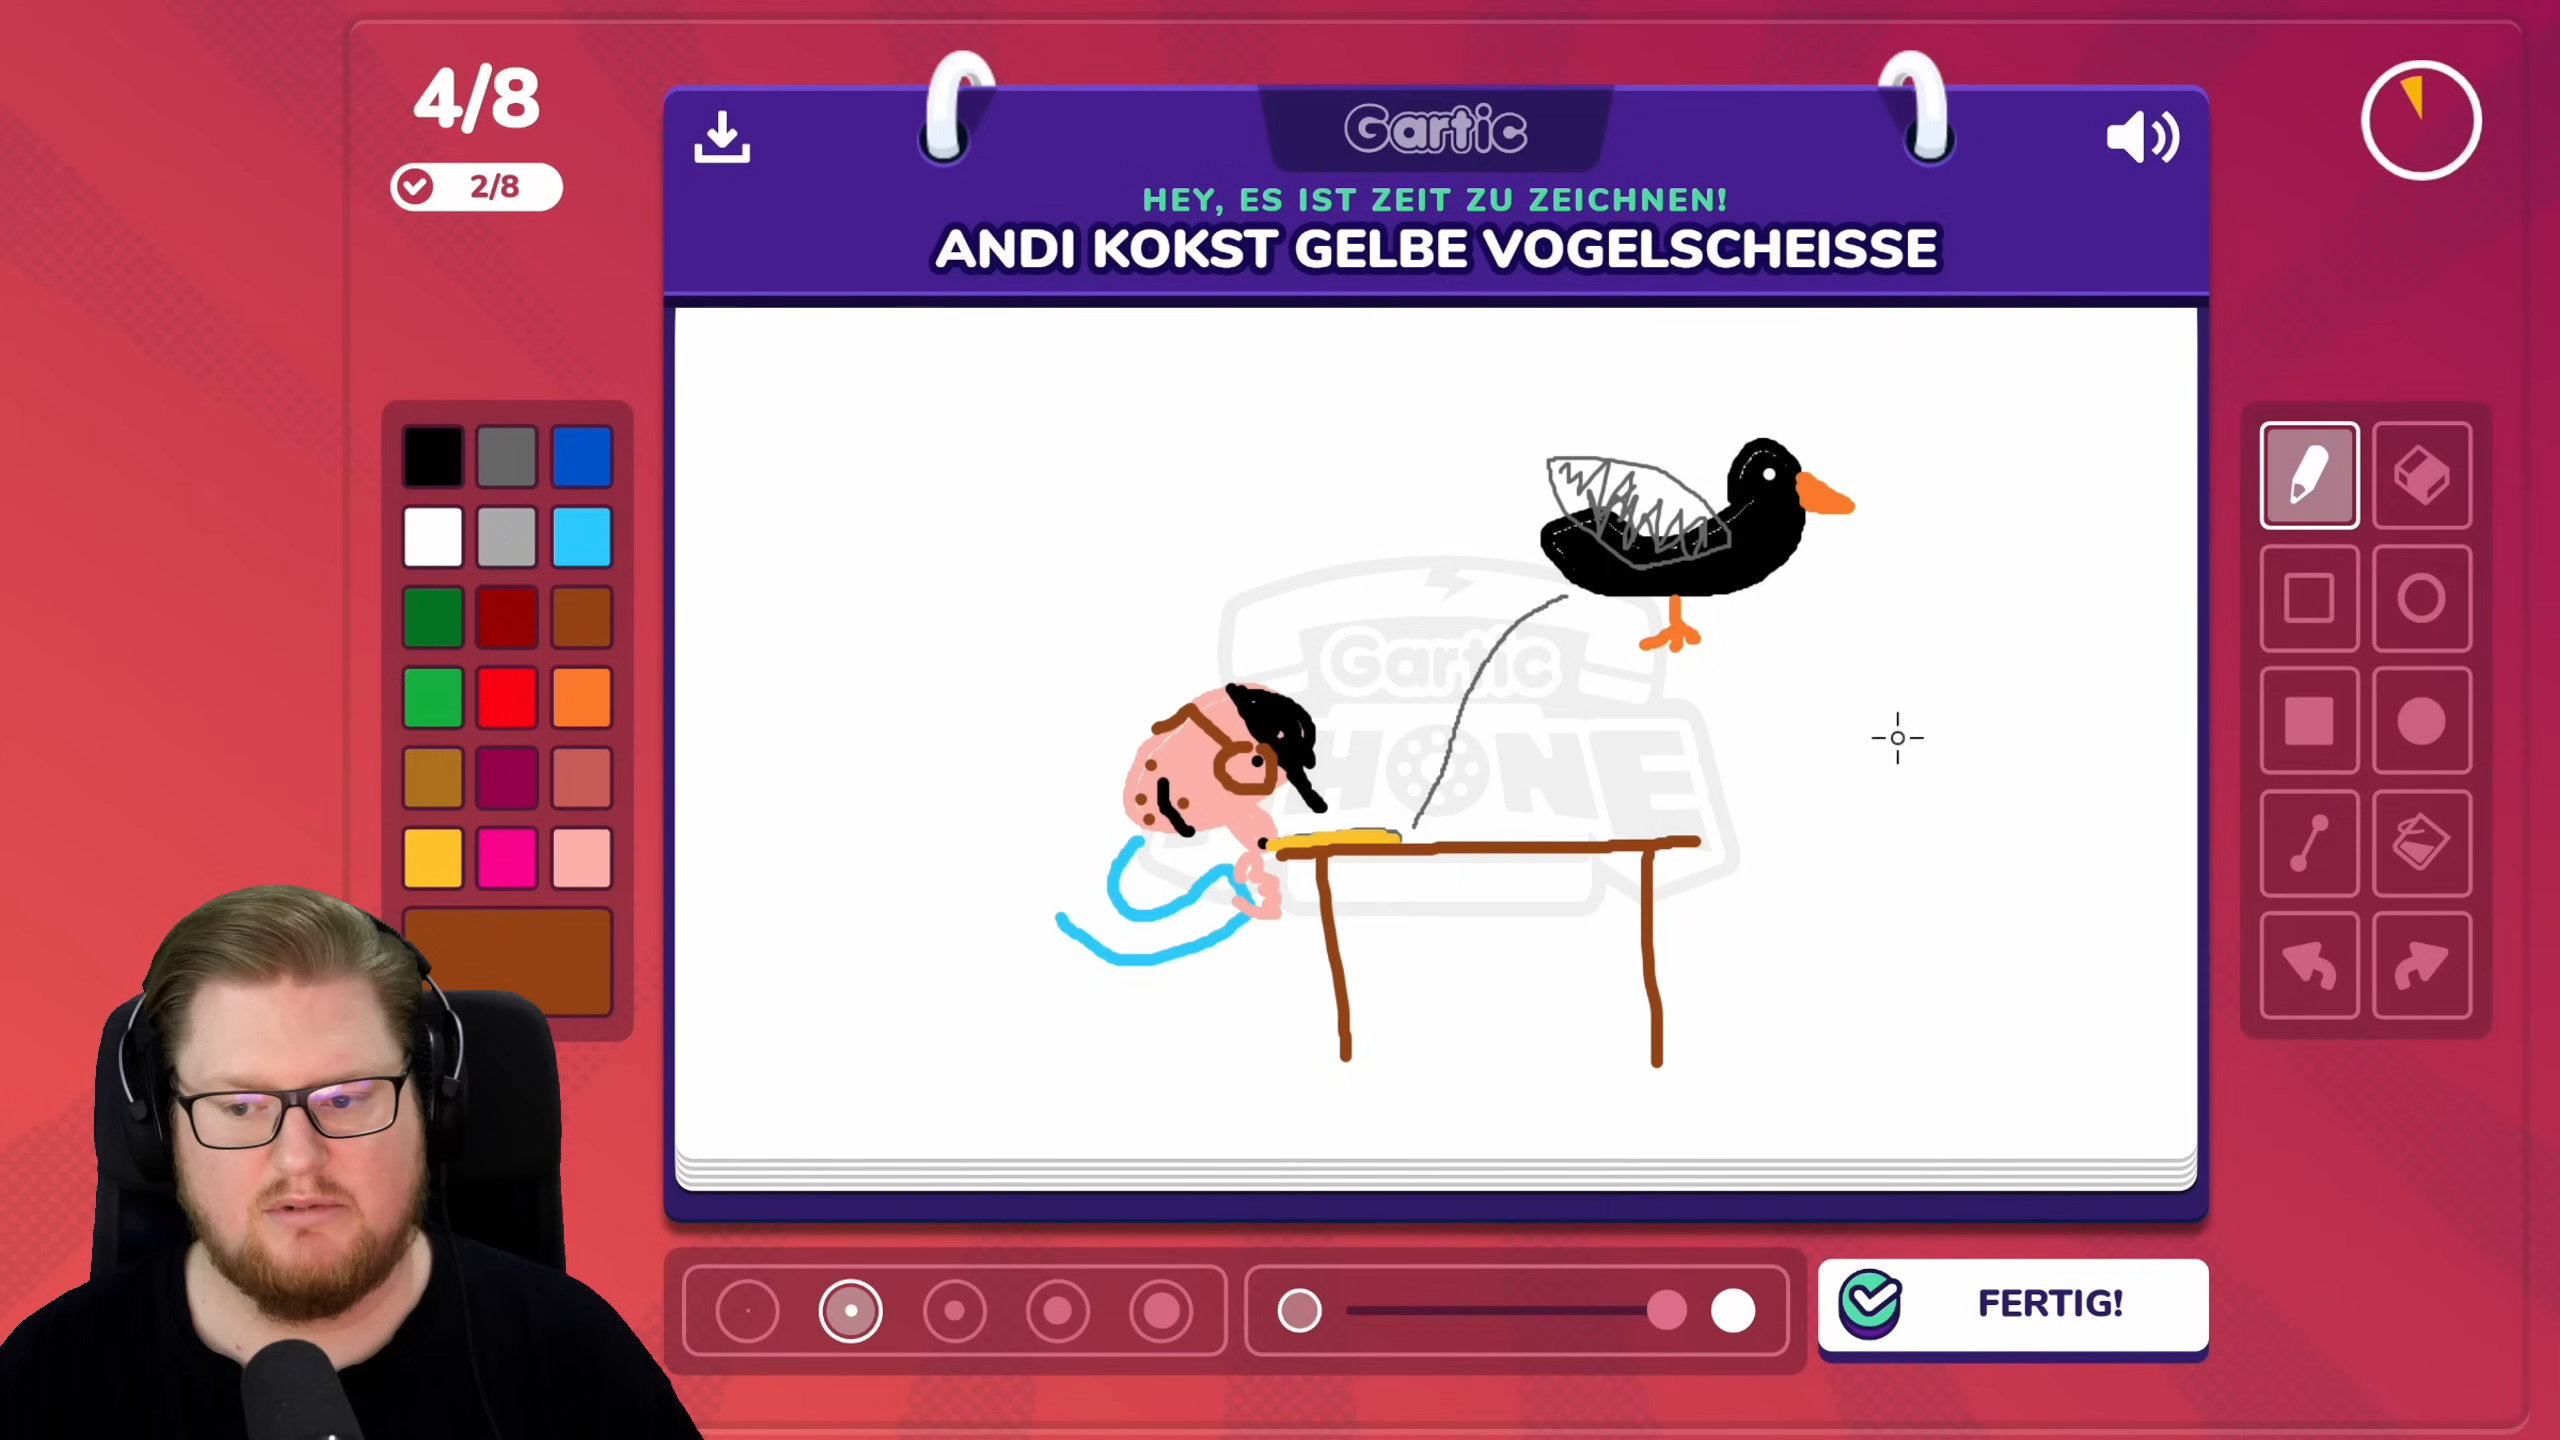 4/8
2/8
Gartic
HEY, ES IST ZEIT ZU ZEICHNEN!
ANDI KOKST GELBE VOGELSCHEISSE
Gartic
PHONE
FERTIG!